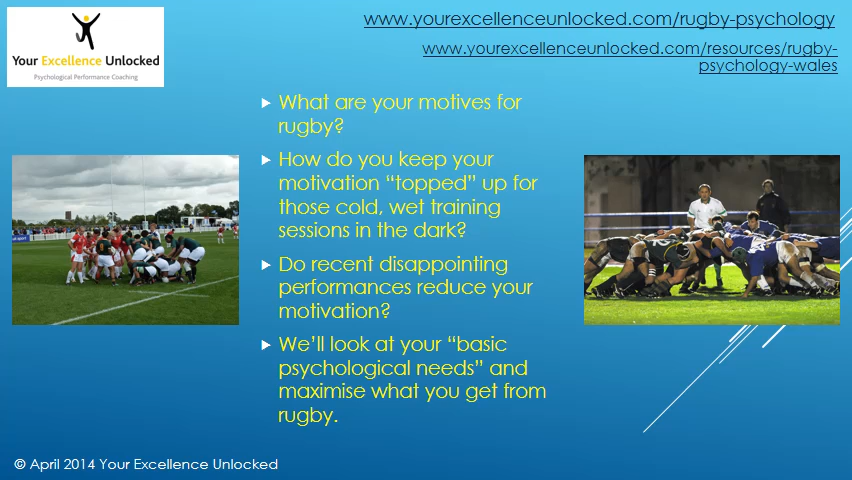 Your Excellence Unlocked
Psychological Performance Coaching
www.yourexcellenceunlocked.com/rugby-psychology
www.yourexcellenceunlocked.com/resources/rugby-
psychology-wales
What are your motives for
rugby?
How do you keep your
motivation “topped” up for
those cold, wet training
sessions in the dark?
Do recent disappointing
performances reduce your
motivation?
We’ll look at your “basic
psychological needs” and
maximise what you get from
rugby.
© April 2014 Your Excellence Unlocked